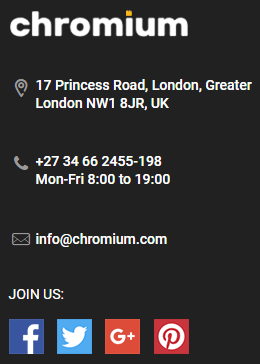 chromium
17 Princess Road, London, Greater
London NW1 8JR, UK
+27 34 66 2455-198
Mon-Fri 8:00 to 19:00
info@chromium.com
JOIN US:
f
G+